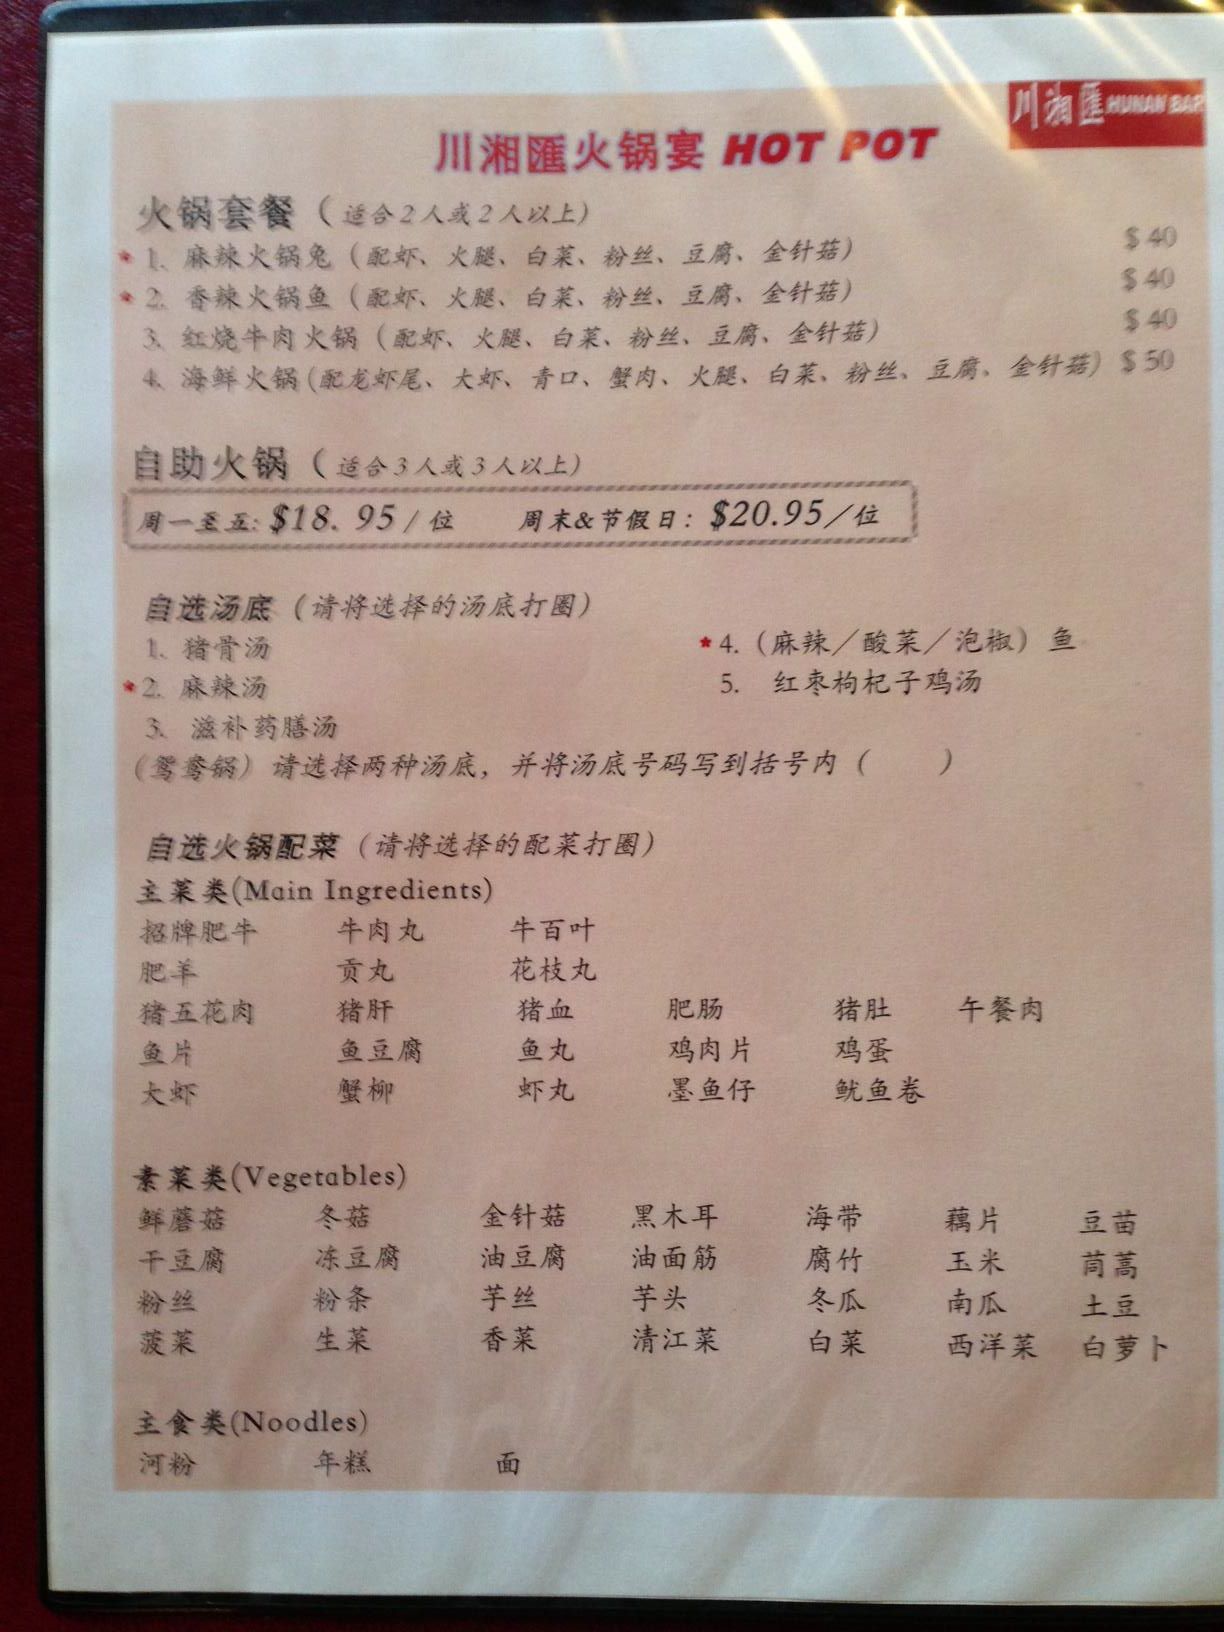 川湘匯 HUNAN BAR
川湘匯火锅宴 HOT POT
火锅套餐（适合2人或2人以上）
* 1. 麻辣火锅兔（配虾、火腿、白菜、粉丝、豆腐、金针菇） $40
* 2. 香辣火锅鱼（配虾、火腿、白菜、粉丝、豆腐、金针菇） $40
3. 红烧牛肉火锅（配虾、火腿、白菜、粉丝、豆腐、金针菇） $40
4. 海鲜火锅(配龙虾尾、大虾、青口、蟹肉、火腿、白菜、粉丝、豆腐、金针菇) $50
自助火锅（适合3人或3人以上）
周一至五: $18.95/位 周末&节假日: $20.95/位
自选汤底（请将选择的汤底打圈）
1. 猪骨汤 * 4.（麻辣／酸菜／泡椒）鱼
* 2. 麻辣汤 5. 红枣枸杞子鸡汤
3. 滋补药膳汤
(鸳鸯锅）请选择两种汤底，并将汤底号码写到括号内（ ）
自选火锅配菜（请将选择的配菜打圈）
主菜类(Main Ingredients)
招牌肥牛 牛肉丸 牛百叶
肥羊 贡丸 花枝丸
猪五花肉 猪肝 猪血 肥肠 猪肚 午餐肉
鱼片 鱼豆腐 鱼丸 鸡肉片 鸡蛋
大虾 蟹柳 虾丸 墨鱼仔 鱿鱼卷
素菜类(Vegetables)
鲜蘑菇 冬菇 金针菇 黑木耳 海带 藕片 豆苗
干豆腐 冻豆腐 油豆腐 油面筋 腐竹 玉米 茼蒿
粉丝 粉条 芋丝 芋头 冬瓜 南瓜 土豆
菠菜 生菜 香菜 清江菜 白菜 西洋菜 白萝卜
主食类(Noodles)
河粉 年糕 面